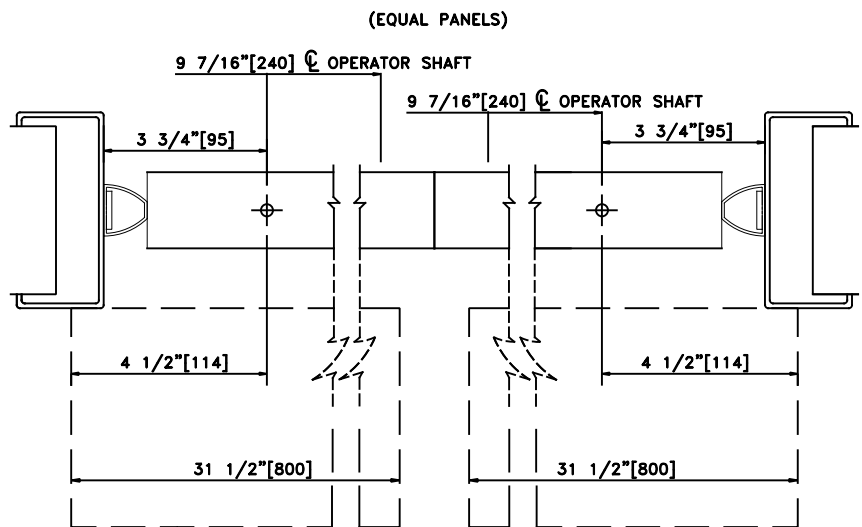 (EQUAL PANELS)
9 7/16"[240] ℄ OPERATOR SHAFT
9 7/16"[240] ℄ OPERATOR SHAFT
3 3/4"[95]
3 3/4"[95]
4 1/2"[114]
4 1/2"[114]
31 1/2"[800]
31 1/2"[800]